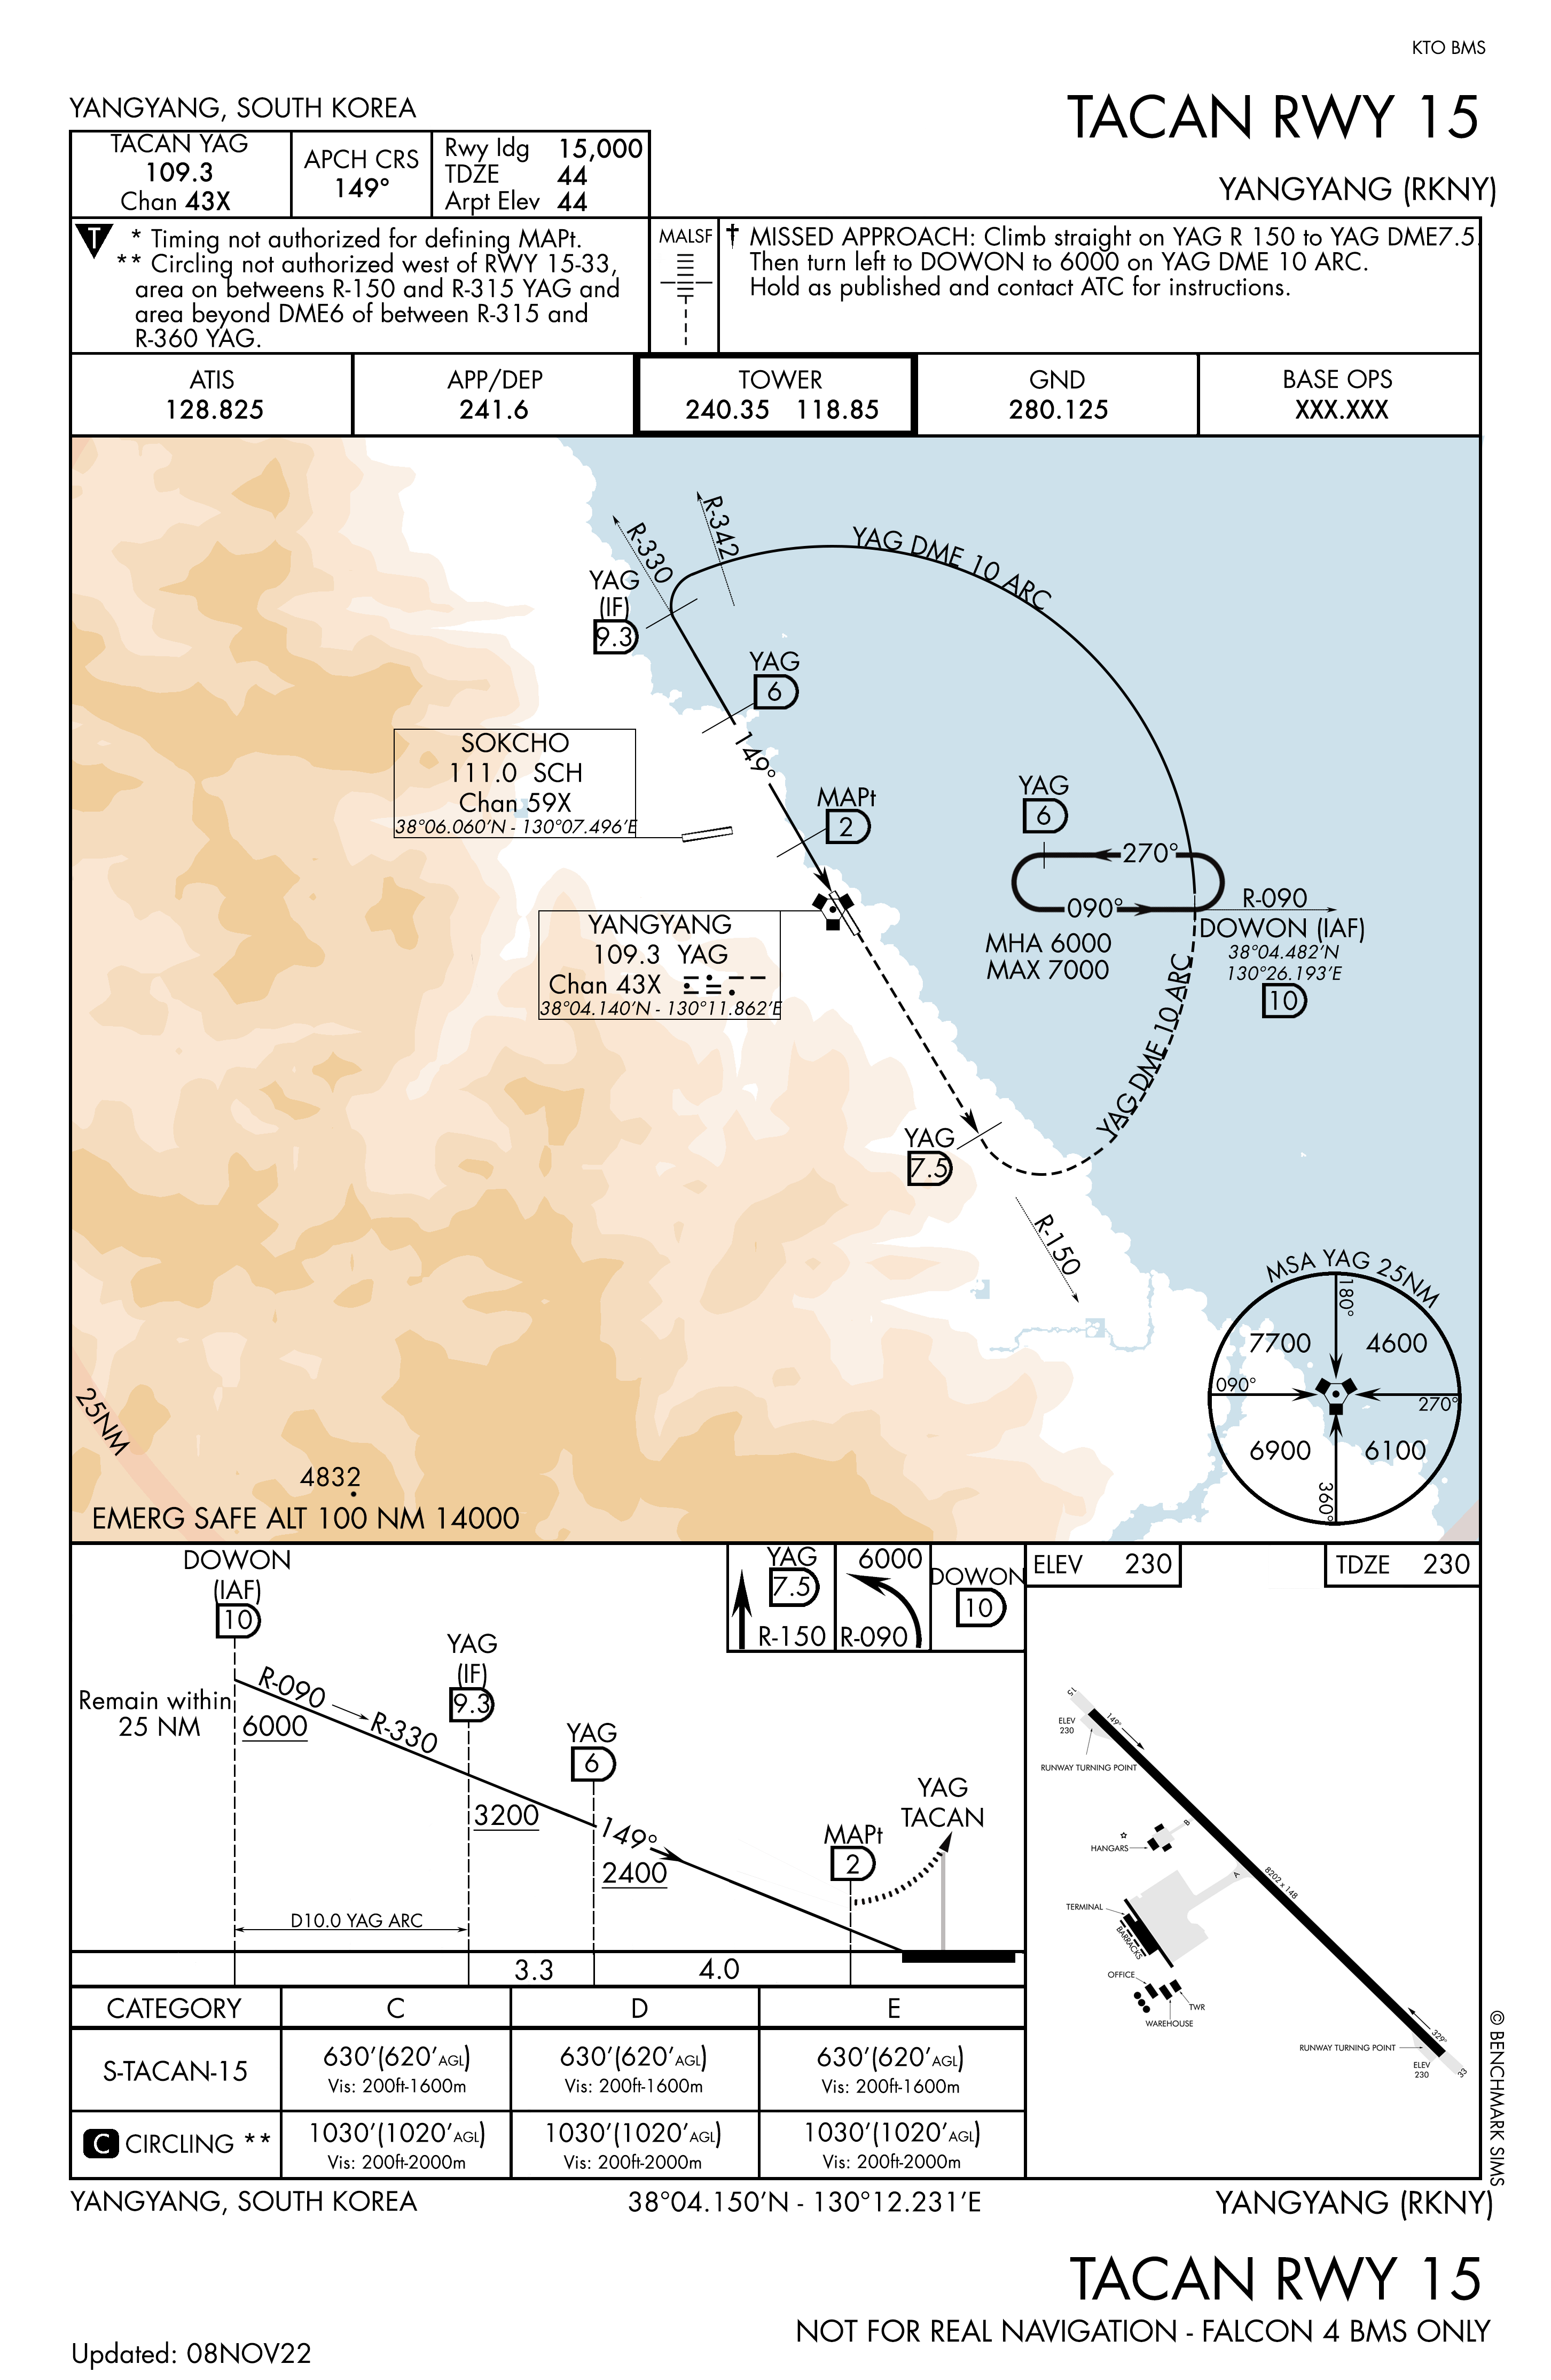 KTO BMS
YANGYANG, SOUTH KOREA
TACAN RWY 15
YANGYANG (RKNY)
TACAN YAG
109.3
Chan 43X
APCH CRS
149°
Rwy ldg 15,000
TDZE 44
Arpt Elev 44
T
* Timing not authorized for defining MAPt.
** Circling not authorized west of RWY 15-33,
area on betweens R-150 and R-315 YAG and
area beyond DME6 of between R-315 and
R-360 YAG.
MALSF
† MISSED APPROACH: Climb straight on YAG R 150 to YAG DME7.5.
Then turn left to DOWON to 6000 on YAG DME 10 ARC.
Hold as published and contact ATC for instructions.
ATIS
128.825
APP/DEP
241.6
TOWER
240.35 118.85
GND
280.125
BASE OPS
XXX.XXX
R-342
R-330
YAG DME 10 ARC
YAG
(IF)
9.3
YAG
6
149°
SOKCHO
111.0 SCH
Chan 59X
38°06.060'N - 130°07.496'E
MAPt
2
YAG
6
270°
090°
MHA 6000
MAX 7000
R-090
DOWON (IAF)
38°04.482'N
130°26.193'E
10
YANGYANG
109.3 YAG
Chan 43X
38°04.140'N - 130°11.862'E
YAG DME 10 ARC
YAG
7.5
R-150
MSA YAG 25NM
180°
7700
4600
090°
270°
6900
6100
360°
25NM
4832
EMERG SAFE ALT 100 NM 14000
DOWON
(IAF)
10
Remain within
25 NM
R-090
R-330
6000
YAG
(IF)
9.3
3200
YAG
6
149°
2400
MAPt
2
YAG
TACAN
D10.0 YAG ARC
3.3
4.0
YAG
7.5
R-150
6000
R-090
DOWON
10
ELEV 230
TDZE 230
15
149°
ELEV
230
RUNWAY TURNING POINT
B
HANGARS
A
8202 x 148
TERMINAL
BARRACKS
OFFICE
TWR
WAREHOUSE
329°
RUNWAY TURNING POINT
ELEV
230
33
CATEGORY C D E
S-TACAN-15
630'(620'AGL) 630'(620'AGL) 630'(620'AGL)
Vis: 200ft-1600m Vis: 200ft-1600m Vis: 200ft-1600m
C CIRCLING **
1030'(1020'AGL) 1030'(1020'AGL) 1030'(1020'AGL)
Vis: 200ft-2000m Vis: 200ft-2000m Vis: 200ft-2000m
© BENCHMARK SIMS
YANGYANG, SOUTH KOREA
38°04.150'N - 130°12.231'E
YANGYANG (RKNY)
TACAN RWY 15
NOT FOR REAL NAVIGATION - FALCON 4 BMS ONLY
Updated: 08NOV22